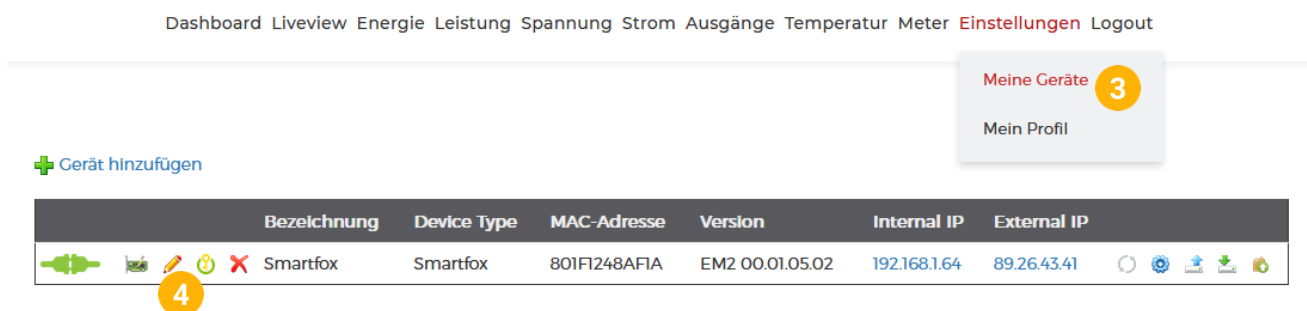 Dashboard Liveview Energie Leistung Spannung Strom Ausgänge Temperatur Meter Einstellungen Logout
Meine Geräte 3
Mein Profil
Gerät hinzufügen
Bezeichnung Device Type MAC-Adresse Version Internal IP External IP
Smartfox Smartfox 801F1248AF1A EM2 00.01.05.02 192.168.1.64 89.26.43.41
4